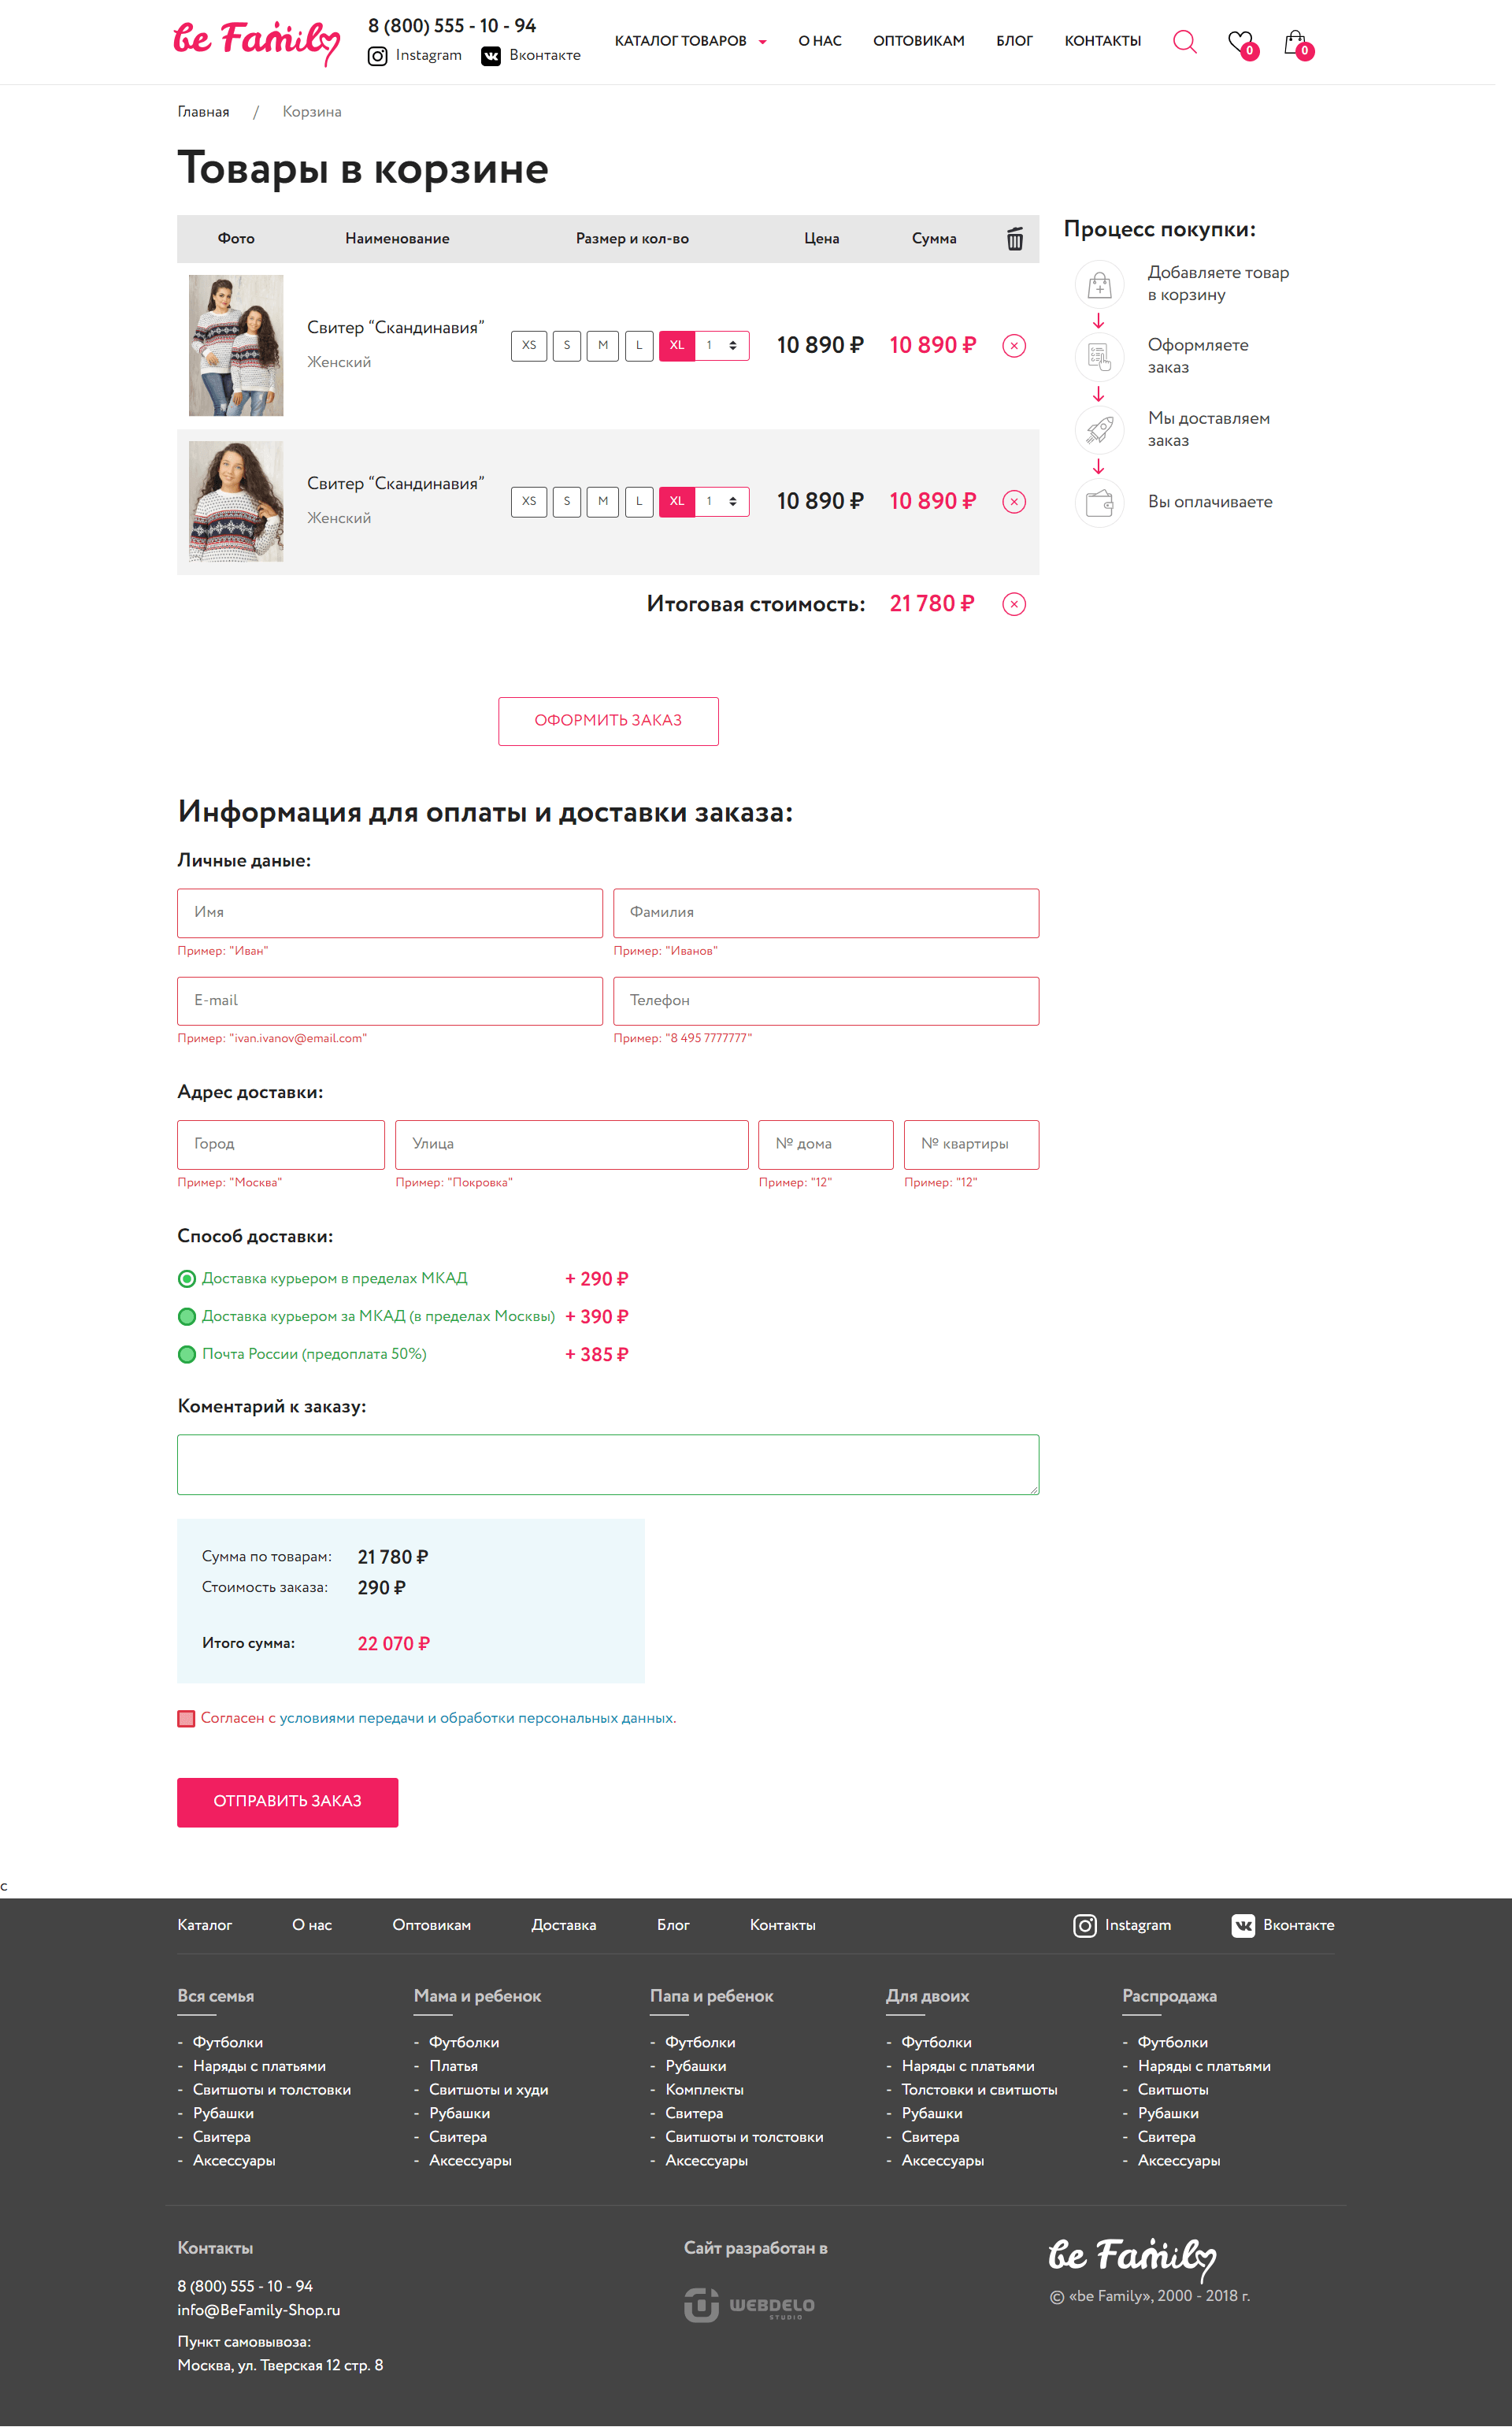 be Family
8 (800) 555 - 10 - 94
Instagram Вконтакте
КАТАЛОГ ТОВАРОВ О НАС ОПТОВИКАМ БЛОГ КОНТАКТЫ 0 0
Главная / Корзина
Товары в корзине
Фото Наименование Размер и кол-во Цена Сумма
Свитер “Скандинавия”
Женский
XS S M L XL 1 10 890 ₽ 10 890 ₽
Свитер “Скандинавия”
Женский
XS S M L XL 1 10 890 ₽ 10 890 ₽
Итоговая стоимость: 21 780 ₽
Процесс покупки:
Добавляете товар
в корзину
Оформляете
заказ
Мы доставляем
заказ
Вы оплачиваете
ОФОРМИТЬ ЗАКАЗ
Информация для оплаты и доставки заказа:
Личные даные:
Имя Фамилия
Пример: "Иван" Пример: "Иванов"
E-mail Телефон
Пример: "ivan.ivanov@email.com" Пример: "8 495 7777777"
Адрес доставки:
Город Улица № дома № квартиры
Пример: "Москва" Пример: "Покровка" Пример: "12" Пример: "12"
Способ доставки:
Доставка курьером в пределах МКАД + 290 ₽
Доставка курьером за МКАД (в пределах Москвы) + 390 ₽
Почта России (предоплата 50%) + 385 ₽
Коментарий к заказу:
Сумма по товарам: 21 780 ₽
Стоимость заказа: 290 ₽
Итого сумма: 22 070 ₽
Согласен с условиями передачи и обработки персональных данных.
ОТПРАВИТЬ ЗАКАЗ
с
Каталог О нас Оптовикам Доставка Блог Контакты Instagram Вконтакте
Вся семья
- Футболки
- Наряды с платьями
- Свитшоты и толстовки
- Рубашки
- Свитера
- Аксессуары
Мама и ребенок
- Футболки
- Платья
- Свитшоты и худи
- Рубашки
- Свитера
- Аксессуары
Папа и ребенок
- Футболки
- Рубашки
- Комплекты
- Свитера
- Свитшоты и толстовки
- Аксессуары
Для двоих
- Футболки
- Наряды с платьями
- Толстовки и свитшоты
- Рубашки
- Свитера
- Аксессуары
Распродажа
- Футболки
- Наряды с платьями
- Свитшоты
- Рубашки
- Свитера
- Аксессуары
Контакты
8 (800) 555 - 10 - 94
info@BeFamily-Shop.ru
Пункт самовывоза:
Москва, ул. Тверская 12 стр. 8
Сайт разработан в
WEBDELO
STUDIO
be Family
© «be Family», 2000 - 2018 г.